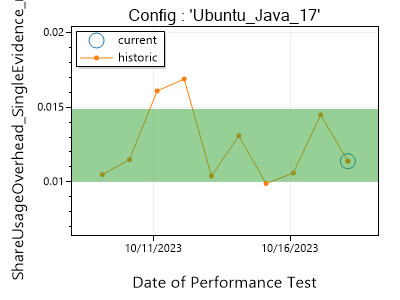 Config : 'Ubuntu_Java_17'
current
historic
0.02
0.015
0.01
ShareUsageOverhead_SingleEvidence_
10/11/2023
10/16/2023
Date of Performance Test